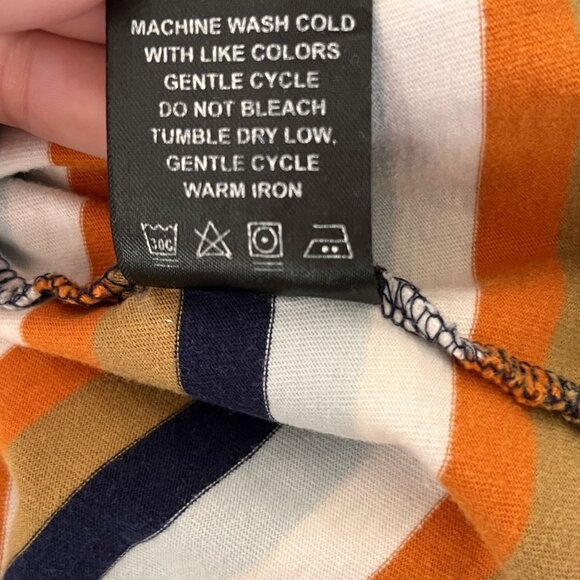 MACHINE WASH COLD
WITH LIKE COLORS
GENTLE CYCLE
DO NOT BLEACH
TUMBLE DRY LOW,
GENTLE CYCLE
WARM IRON
30C